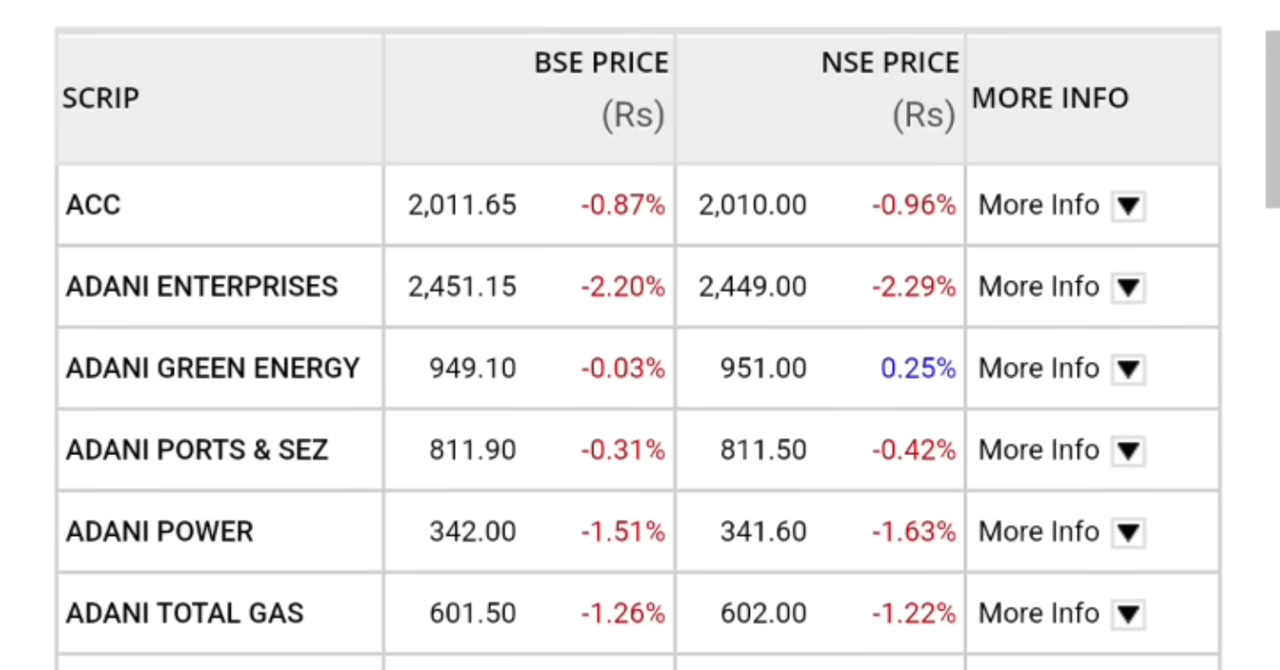 SCRIP BSE PRICE (Rs) NSE PRICE (Rs) MORE INFO
ACC 2,011.65 -0.87% 2,010.00 -0.96% More Info ▼
ADANI ENTERPRISES 2,451.15 -2.20% 2,449.00 -2.29% More Info ▼
ADANI GREEN ENERGY 949.10 -0.03% 951.00 0.25% More Info ▼
ADANI PORTS & SEZ 811.90 -0.31% 811.50 -0.42% More Info ▼
ADANI POWER 342.00 -1.51% 341.60 -1.63% More Info ▼
ADANI TOTAL GAS 601.50 -1.26% 602.00 -1.22% More Info ▼